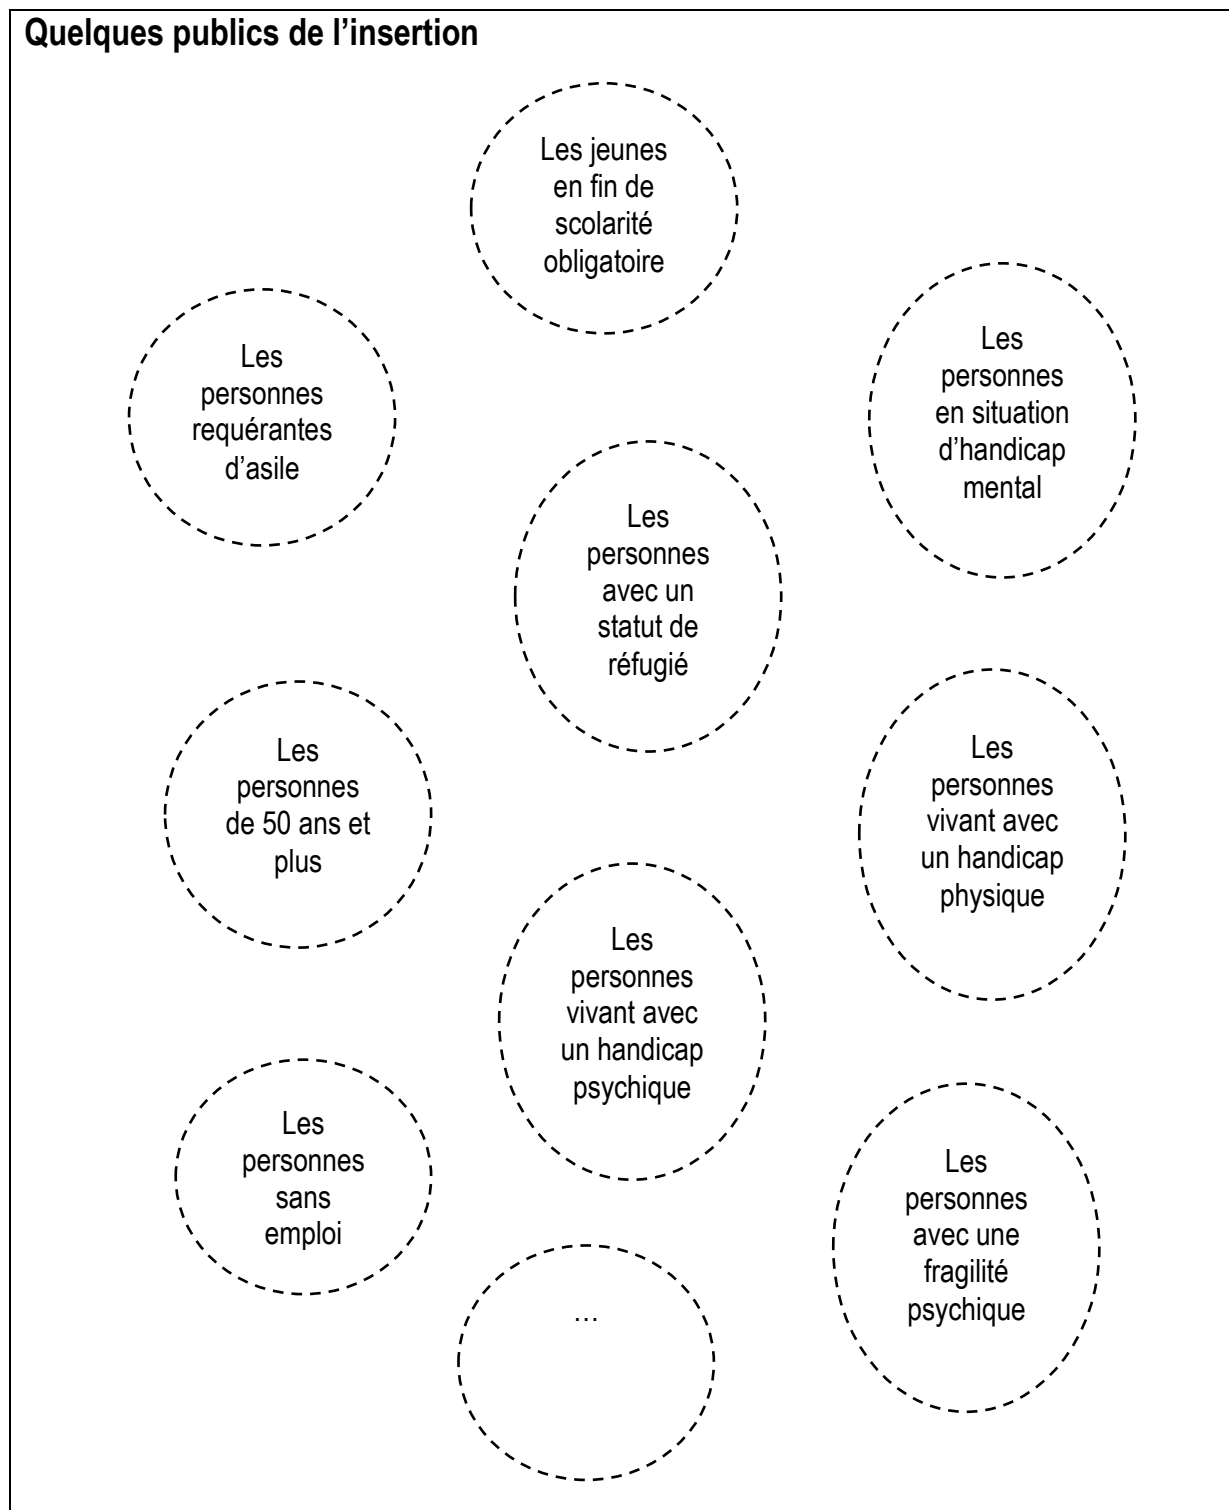 Quelques publics de l’insertion
Les jeunes
en fin de
scolarité
obligatoire
Les
personnes
requérantes
d’asile
Les
personnes
en situation
d’handicap
mental
Les
personnes
avec un
statut de
réfugié
Les
personnes
de 50 ans et
plus
Les
personnes
vivant avec
un handicap
physique
Les
personnes
vivant avec
un handicap
psychique
Les
personnes
sans
emploi
Les
personnes
avec une
fragilité
psychique
…